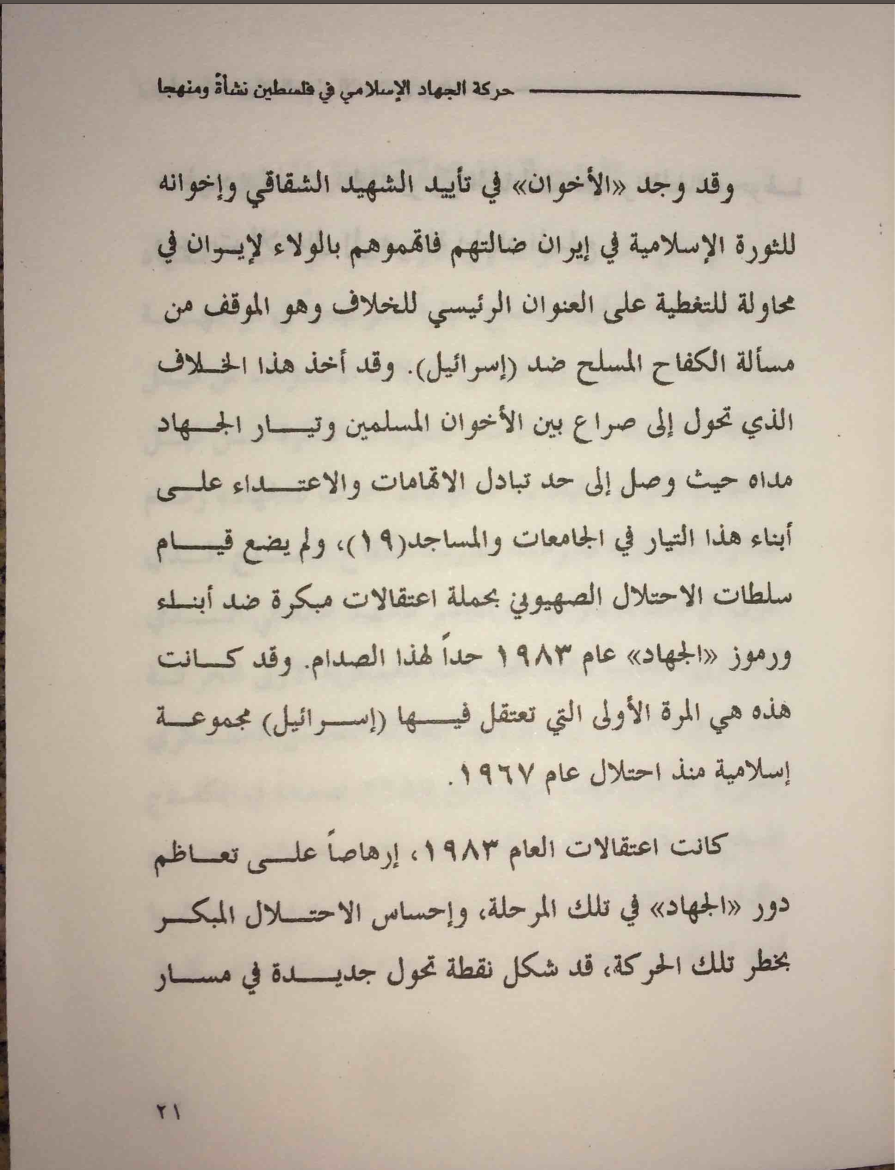 حركة الجهاد الإسلامي في فلسطين نشأةً ومنهجا
وقد وجد «الأخوان» في تأييد الشهيد الشقاقي وإخوانه
للثورة الإسلامية في إيران ضالتهم فاتهموهم بالولاء لإيران في
محاولة للتغطية على العنوان الرئيسي للخلاف وهو الموقف من
مسألة الكفاح المسلح ضد (إسرائيل). وقد أخذ هذا الخلاف
الذي تحول إلى صراع بين الأخوان المسلمين وتيار الجهاد
مداه حيث وصل إلى حد تبادل الاتهامات والاعتداء على
أبناء هذا التيار في الجامعات والمساجد(١٩)، ولم يضع قيام
سلطات الاحتلال الصهيوني بحملة اعتقالات مبكرة ضد أبناء
ورموز «الجهاد» عام ١٩٨٣ حداً لهذا الصدام. وقد كانت
هذه هي المرة الأولى التي تعتقل فيها (إسرائيل) مجموعة
إسلامية منذ احتلال عام ١٩٦٧.
كانت اعتقالات العام ١٩٨٣، إرهاصاً على تعاظم
دور «الجهاد» في تلك المرحلة، وإحساس الاحتلال المبكر
بخطر تلك الحركة، قد شكل نقطة تحول جديدة في مسار
٢١